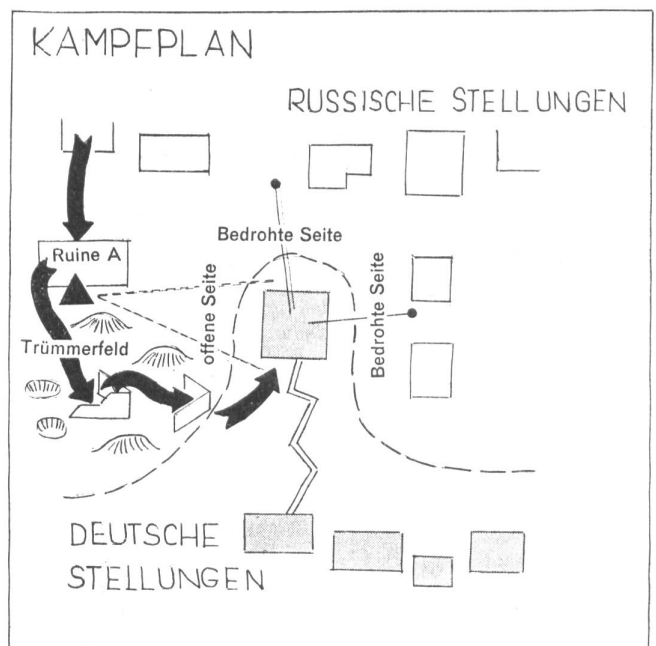 KAMPFPLAN
RUSSISCHE STELLUNGEN
Bedrohte Seite
Ruine A
offene Seite
Bedrohte Seite
Trümmerfeld
DEUTSCHE
STELLUNGEN